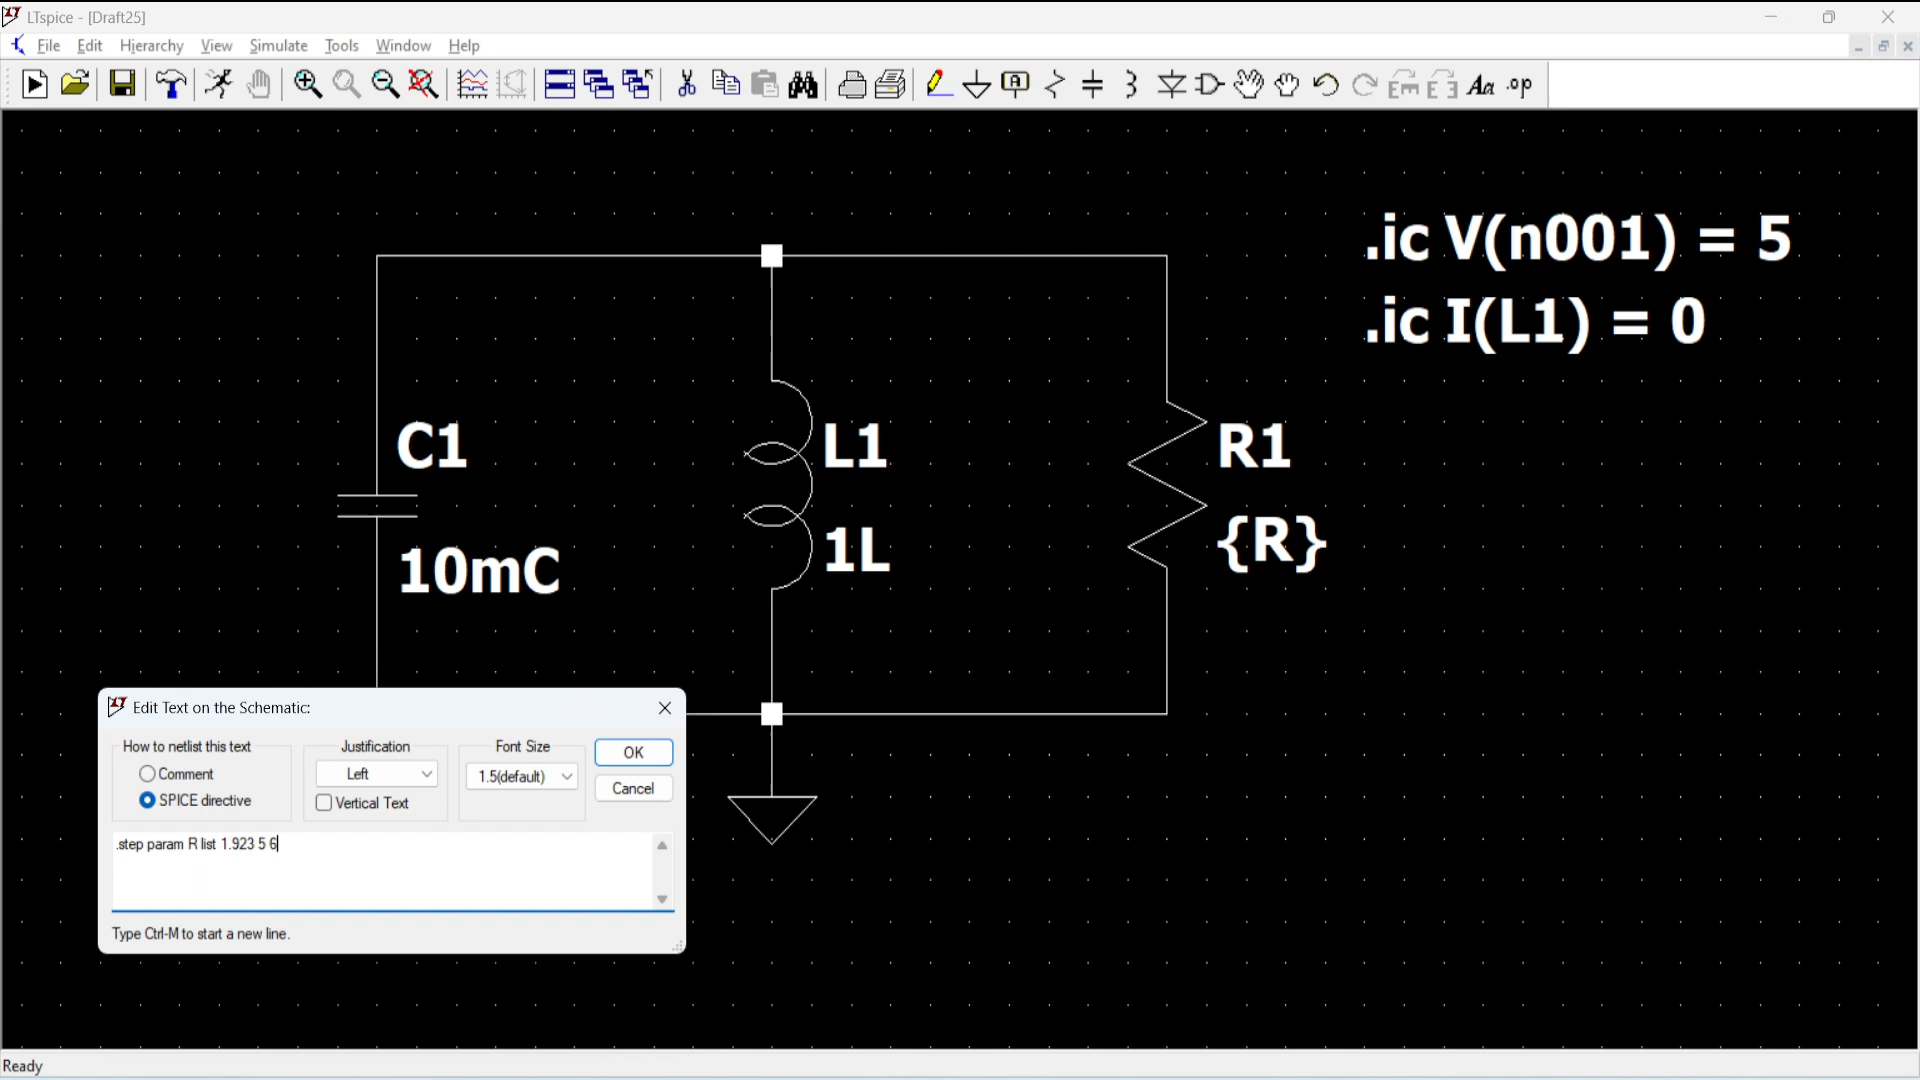 LTspice - [Draft25]
File Edit Hierarchy View Simulate Tools Window Help
A Aa .op
.ic V(n001) = 5
.ic I(L1) = 0
C1
10mC
L1
1L
R1
{R}
Edit Text on the Schematic:
How to netlist this text
Comment
SPICE directive
Justification
Left
Vertical Text
Font Size
1.5(default)
OK
Cancel
.step param R list 1.923 5 6
Type Ctrl-M to start a new line.
Ready